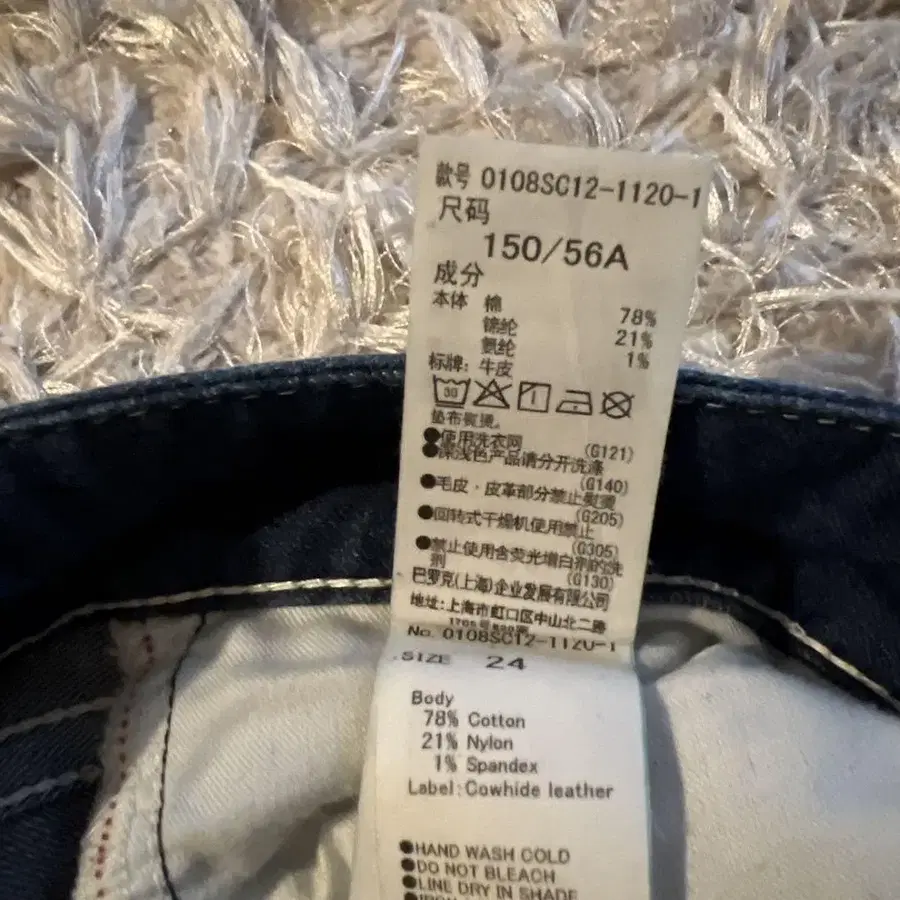 款号 0108SC12-1120-1
尺码
150/56A
成分
本体 棉 78%
锦纶 21%
氨纶 1%
标牌: 牛皮
30
垫布熨烫。
●使用洗衣网 (G121)
●深浅色产品请分开洗涤
(G140)
●毛皮·皮革部分禁止熨烫
(G205)
●回转式干燥机使用禁止
(G305)
●禁止使用含荧光增白剂的洗
剂 (G130)
巴罗克(上海)企业发展有限公司
地址:上海市虹口区中山北二路
No. 0108SC12-1120-1
SIZE 24
Body
78% Cotton
21% Nylon
1% Spandex
Label:Cowhide leather
●HAND WASH COLD
●DO NOT BLEACH
●LINE DRY IN SHADE